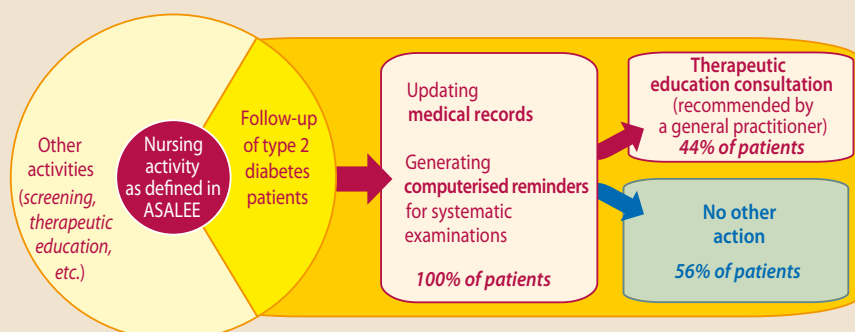 Other
activities
(screening,
therapeutic
education,
etc.)
Nursing
activity
as defined in
ASALEE
Follow-up
of type 2
diabetes
patients
Updating
medical records
Generating
computerised reminders
for systematic
examinations
100% of patients
Therapeutic
education consultation
(recommended by
a general practitioner)
44% of patients
No other
action
56% of patients